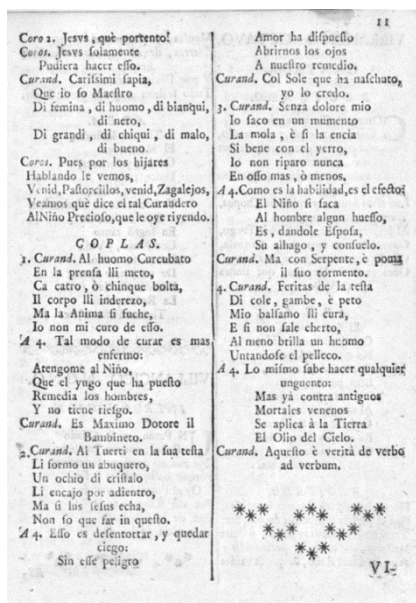 11
Coro 2. Jesvs, què portento!
Coros. Jesvs solamente
Pudiera hacer esso.
Curand. Carissimi sapia,
Que io so Maestro
Di femina, di huomo, di bianqui,
di nero,
Di grandi, di chiqui, di malo,
di bueno.
Coros. Pues por los hijares
Hablando le vemos,
Venid, Pastorcillos, venid, Zagalejos,
Veamos què dice el tal Curandero
Al Niño Precioso, que le oye riyendo.
COPLAS.
1. Curand. Al huomo Curcubato
En la prensa lli meto,
Ca catro, ò chinque bolta,
Il corpo lli inderezo,
Ma la Anima si fuche,
Io non mi curo de esso.
A 4. Tal modo de curar es mas
enfermo:
Atengome al Niño,
Que el yugo que ha puesto
Remedia los hombres,
Y no tiene riesgo.
Curand. Es Maximo Dotore il
Bambineto.
2. Curand. Al Tuerti en la sua testa
Li formo un abuquero,
Un ochio di cristalo
Li encajo por adientro,
Ma si lus sesus echa,
Non so que far in questo.
A 4. Esso es desentortar, y quedar
ciego:
Sin esse peligro
Amor ha dispuesto
Abrirnos los ojos
A nuestro remedio.
Curand. Col Sole que ha naschuto,
yo lo credo.
3. Curand. Senza dolore mio
Io saco en un mumento
La mola, è si la encia
Si bene con el yerro,
Io non riparo nunca
En osso mas, ò menos.
A 4. Como es la habilidad, es el efecto:
El Niño si saca
Al hombre algun huesso,
Es, dandole Esposa,
Su alhago, y consuelo.
Curand. Ma con Serpente, è poma
il suo tormento.
4. Curand. Feritas de la testa
Di cole, gambe, è peto
Mio balsamo lli cura,
E si non sale cherto,
Al meno brilla un huomo
Untandose el pelleco.
A 4. Lo mismo sabe hacer qualquier
unguento:
Mas yà contra antiguos
Mortales venenos
Se aplica à la Tierra
El Olio del Cielo.
Curand. Aquesto è verità de verbo
ad verbum.
VI-